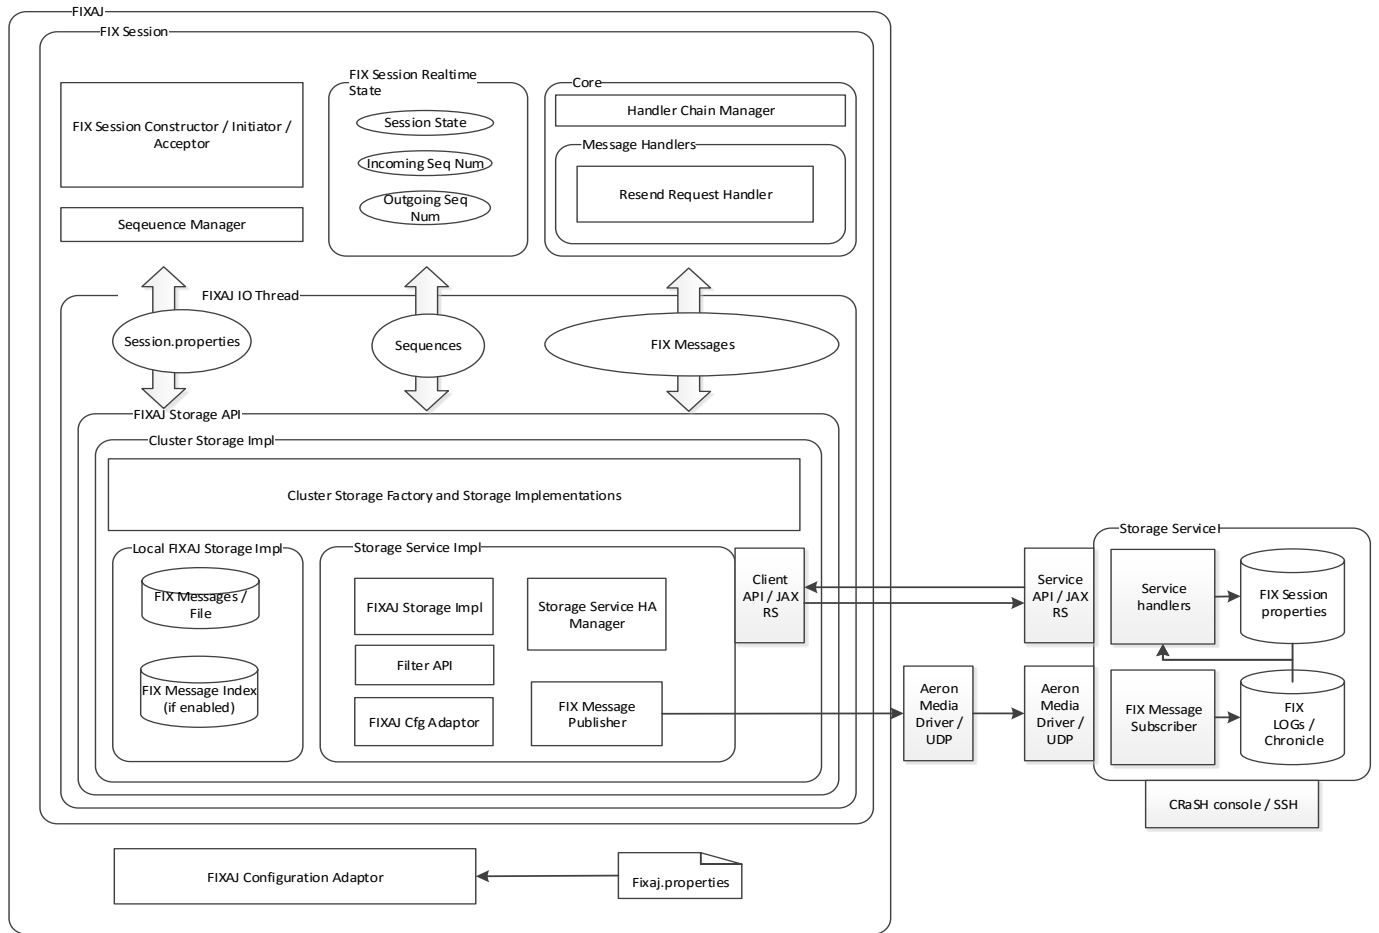 FIXAJ
FIX Session
FIX Session Constructor / Initiator /
Acceptor
Seqeuence Manager
FIX Session Realtime
State
Session State
Incoming Seq Num
Outgoing Seq
Num
Core
Handler Chain Manager
Message Handlers
Resend Request Handler
FIXAJ IO Thread
Session.properties
Sequences
FIX Messages
FIXAJ Storage API
Cluster Storage Impl
Cluster Storage Factory and Storage Implementations
Local FIXAJ Storage Impl
FIX Messages /
File
FIX Message Index
(if enabled)
Storage Service Impl
FIXAJ Storage Impl
Filter API
FIXAJ Cfg Adaptor
Storage Service HA
Manager
FIX Message
Publisher
Client
API / JAX
RS
Aeron
Media
Driver /
UDP
Service
API / JAX
RS
Aeron
Media
Driver /
UDP
Storage ServiceI
Service
handlers
FIX Session
properties
FIX Message
Subscriber
FIX
LOGs /
Chronicle
CRaSH console / SSH
FIXAJ Configuration Adaptor
Fixaj.properties